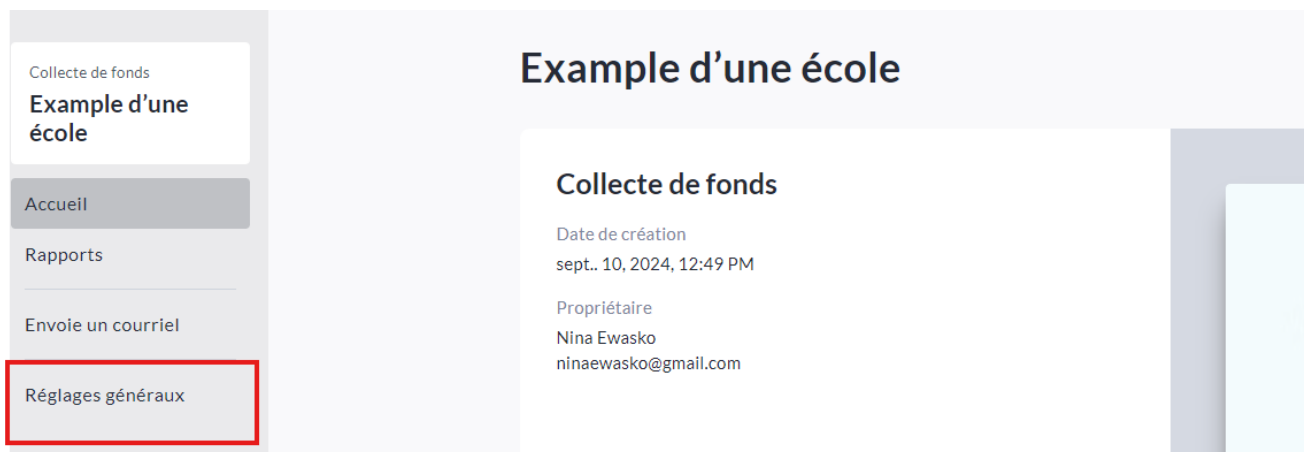 Collecte de fonds
Example d’une
école
Accueil
Rapports
Envoie un courriel
Réglages généraux
Example d’une école
Collecte de fonds
Date de création
sept.. 10, 2024, 12:49 PM
Propriétaire
Nina Ewasko
ninaewasko@gmail.com